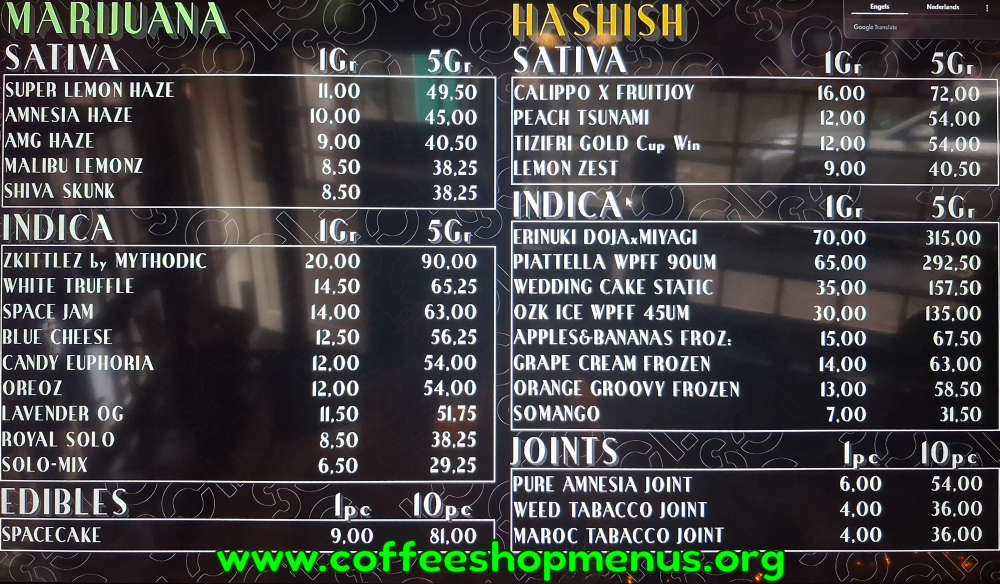 MARIJUANA
SATIVA 1Gr 5Gr
SUPER LEMON HAZE 11,00 49,50
AMNESIA HAZE 10,00 45,00
AMG HAZE 9,00 40,50
MALIBU LEMONZ 8,50 38,25
SHIVA SKUNK 8,50 38,25
INDICA 1Gr 5Gr
ZKITTLEZ by MYTHODIC 20,00 90,00
WHITE TRUFFLE 14,50 65,25
SPACE JAM 14,00 63,00
BLUE CHEESE 12,50 56,25
CANDY EUPHORIA 12,00 54,00
OREOZ 12,00 54,00
LAVENDER OG 11,50 51,75
ROYAL SOLO 8,50 38,25
SOLO-MIX 6,50 29,25
EDIBLES 1pc 10pc
SPACECAKE 9,00 81,00
HASHISH
Engels Nederlands
Google Translate
SATIVA 1Gr 5Gr
CALIPPO X FRUITJOY 16,00 72,00
PEACH TSUNAMI 12,00 54,00
TIZIFRI GOLD Cup Win 12,00 54,00
LEMON ZEST 9,00 40,50
INDICA 1Gr 5Gr
ERINUKI DOJAxMIYAGI 70,00 315,00
PIATTELLA WPFF 90UM 65,00 292,50
WEDDING CAKE STATIC 35,00 157,50
OZK ICE WPFF 45UM 30,00 135,00
APPLES&BANANAS FROZ: 15,00 67,50
GRAPE CREAM FROZEN 14,00 63,00
ORANGE GROOVY FROZEN 13,00 58,50
SOMANGO 7,00 31,50
JOINTS 1pc 10pc
PURE AMNESIA JOINT 6,00 54,00
WEED TABACCO JOINT 4,00 36,00
MAROC TABACCO JOINT 4,00 36,00
www.coffeeshopmenus.org